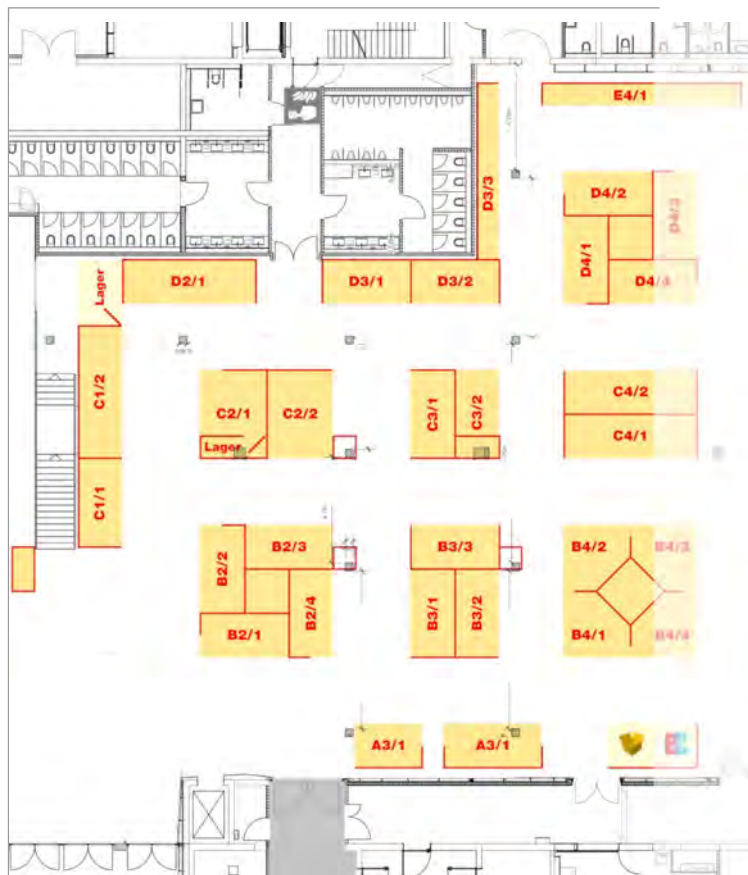 E4/1
D3/3
D4/2
D4/3
D4/1
D4/4
Lager
D2/1
D3/1
D3/2
C1/2
C2/1
C2/2
C3/1
C3/2
C4/2
C4/1
Lager
C1/1
B2/3
B2/2
B3/3
B4/2
B4/3
B2/1
B2/4
B3/1
B3/2
B4/1
B4/4
A3/1
A3/1